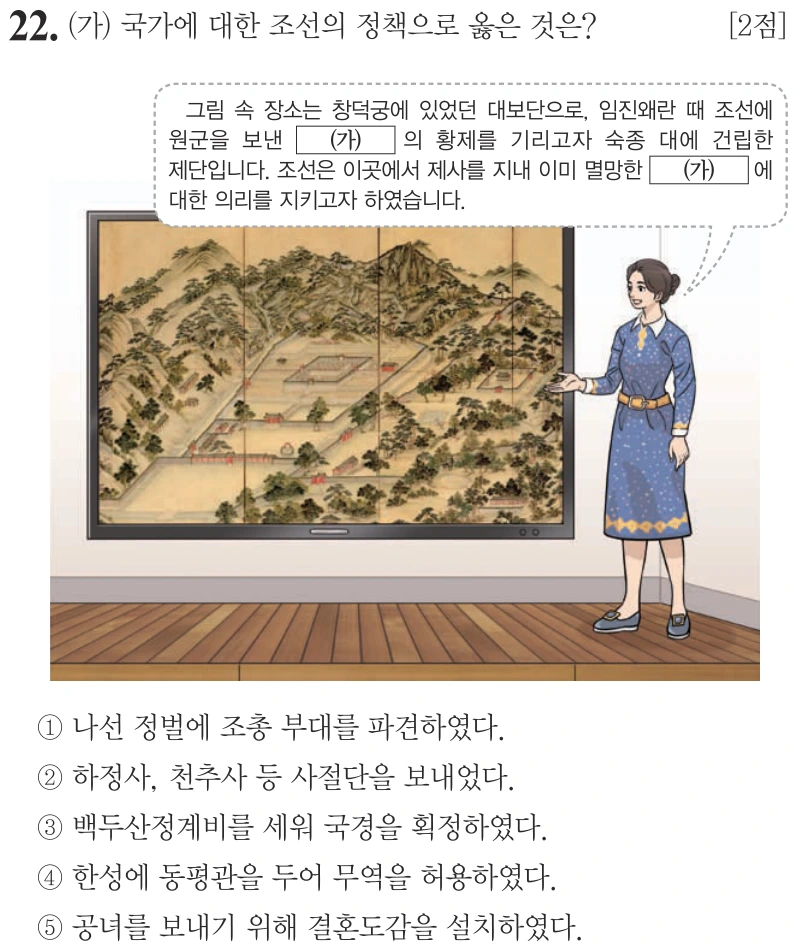 22. (가) 국가에 대한 조선의 정책으로 옳은 것은? [2점]
그림 속 장소는 창덕궁에 있었던 대보단으로, 임진왜란 때 조선에
원군을 보낸 (가) 의 황제를 기리고자 숙종 대에 건립한
제단입니다. 조선은 이곳에서 제사를 지내 이미 멸망한 (가) 에
대한 의리를 지키고자 하였습니다.
① 나선 정벌에 조총 부대를 파견하였다.
② 하정사, 천추사 등 사절단을 보내었다.
③ 백두산정계비를 세워 국경을 획정하였다.
④ 한성에 동평관을 두어 무역을 허용하였다.
⑤ 공녀를 보내기 위해 결혼도감을 설치하였다.